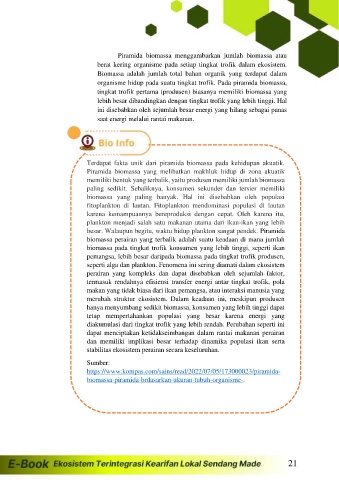 Piramida biomassa menggambarkan jumlah biomassa atau
berat kering organisme pada setiap tingkat trofik dalam ekosistem.
Biomassa adalah jumlah total bahan organik yang terdapat dalam
organisme hidup pada suatu tingkat trofik. Pada piramida biomassa,
tingkat trofik pertama (produsen) biasanya memiliki biomassa yang
lebih besar dibandingkan dengan tingkat trofik yang lebih tinggi. Hal
ini disebabkan oleh sejumlah besar energi yang hilang sebagai panas
saat energi melalui rantai makanan.
Bio Info
Terdapat fakta unik dari piramida biomassa pada kehidupan akuatik.
Piramida biomassa yang melibatkan makhluk hidup di zona akuatik
memiliki bentuk yang terbalik, yaitu produsen memiliki jumlah biomassa
paling sedikit. Sebaliknya, konsumen sekunder dan tersier memiliki
biomassa yang paling banyak. Hal ini disebabkan oleh populasi
fitoplankton di lautan. Fitoplankton mendominasi populasi di lautan
karena kemampuannya bereproduksi dengan cepat. Oleh karena itu,
plankton menjadi salah satu makanan utama dari ikan-ikan yang lebih
besar. Walaupun begitu, waktu hidup plankton sangat pendek. Piramida
biomassa perairan yang terbalik adalah suatu keadaan di mana jumlah
biomassa pada tingkat trofik konsumen yang lebih tinggi, seperti ikan
pemangsa, lebih besar daripada biomassa pada tingkat trofik produsen,
seperti alga dan plankton. Fenomena ini sering diamati dalam ekosistem
perairan yang kompleks dan dapat disebabkan oleh sejumlah faktor,
termasuk rendahnya efisiensi transfer energi antar tingkat trofik, pola
makan yang tidak biasa dari ikan pemangsa, atau interaksi manusia yang
merubah struktur ekosistem. Dalam keadaan ini, meskipun produsen
hanya menyumbang sedikit biomassa, konsumen yang lebih tinggi dapat
tetap mempertahankan populasi yang besar karena energi yang
diakumulasi dari tingkat trofik yang lebih rendah. Perubahan seperti ini
dapat menciptakan ketidakseimbangan dalam rantai makanan perairan
dan memiliki implikasi besar terhadap dinamika populasi ikan serta
stabilitas ekosistem perairan secara keseluruhan.
Sumber:
https://www.kompas.com/sains/read/2022/07/05/173000023/piramida-
biomassa-piramida-brdasarkan-ukuran-tubuh-organisme-.
E-Book Ekosistem Terintegrasi Kearifan Lokal Sendang Made 21